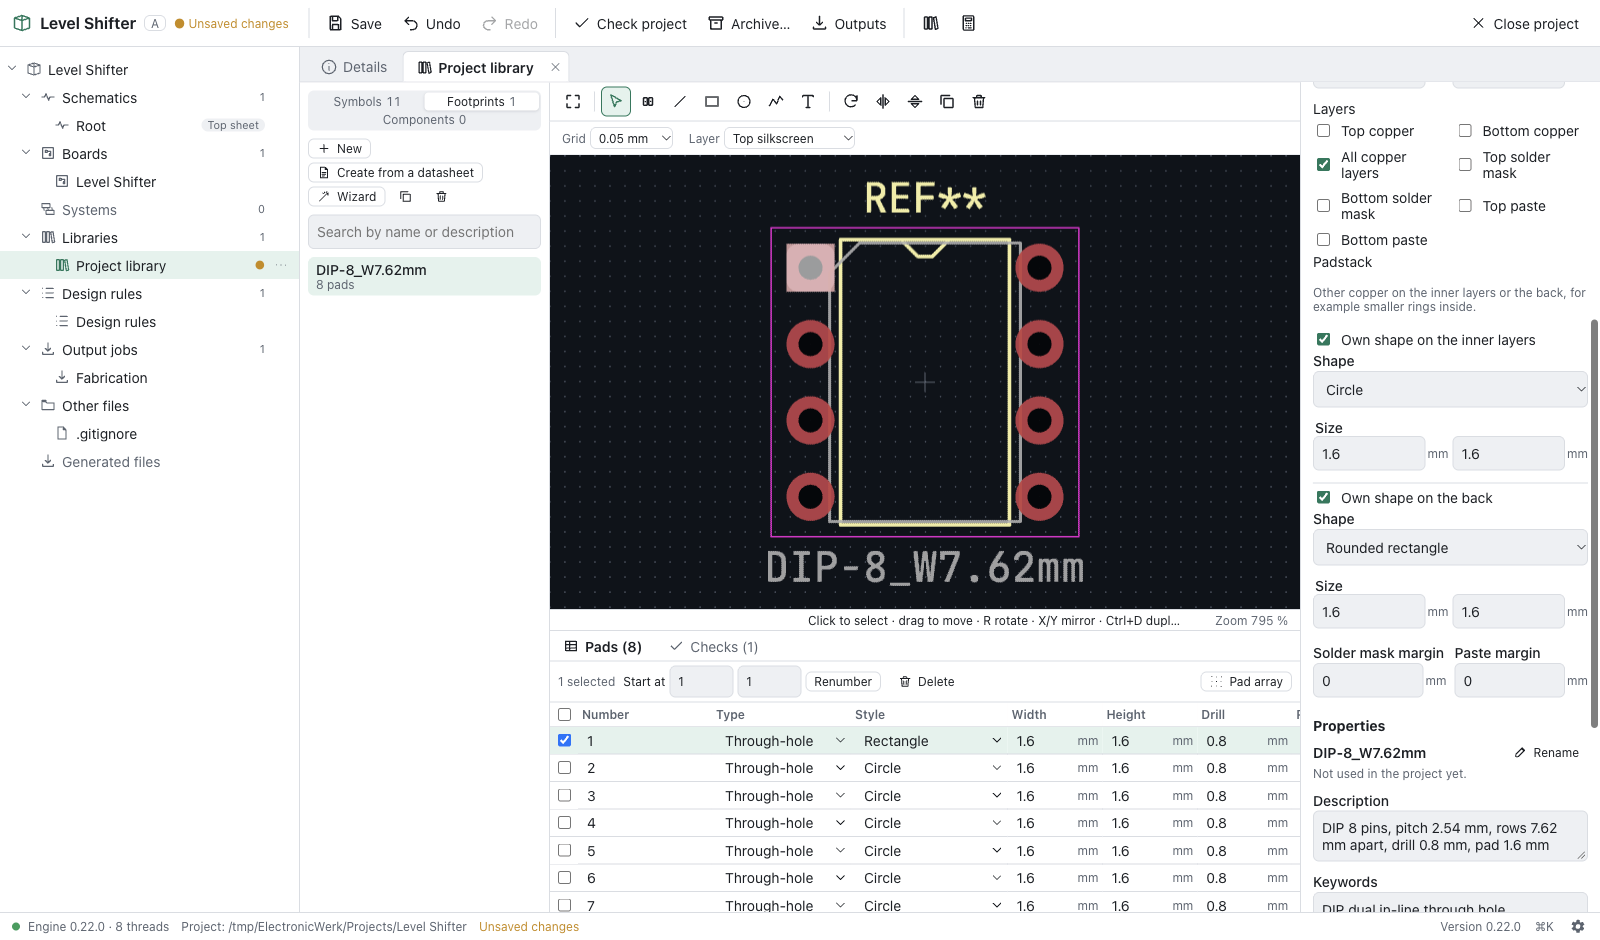 Level Shifter A Unsaved changes Save Undo Redo Check project Archive... Outputs Close project
Level Shifter
Schematics 1
Root Top sheet
Boards 1
Level Shifter
Systems 0
Libraries 1
Project library
Design rules 1
Design rules
Output jobs 1
Fabrication
Other files
.gitignore
Generated files
Details Project library
Symbols 11 Footprints 1
Components 0
New
Create from a datasheet
Wizard
Search by name or description
DIP-8_W7.62mm
8 pads
Grid 0.05 mm Layer Top silkscreen
REF**
DIP-8_W7.62mm
Click to select · drag to move · R rotate · X/Y mirror · Ctrl+D dupl... Zoom 795 %
Pads (8) Checks (1)
1 selected Start at 1 1 Renumber Delete Pad array
Number Type Style Width Height Drill
1 Through-hole Rectangle 1.6 mm 1.6 mm 0.8 mm
2 Through-hole Circle 1.6 mm 1.6 mm 0.8 mm
3 Through-hole Circle 1.6 mm 1.6 mm 0.8 mm
4 Through-hole Circle 1.6 mm 1.6 mm 0.8 mm
5 Through-hole Circle 1.6 mm 1.6 mm 0.8 mm
6 Through-hole Circle 1.6 mm 1.6 mm 0.8 mm
7 Through-hole Circle 1.6 mm 1.6 mm 0.8 mm
Layers
Top copper Bottom copper
All copper layers Top solder mask
Bottom solder mask Top paste
Bottom paste
Padstack
Other copper on the inner layers or the back, for
example smaller rings inside.
Own shape on the inner layers
Shape
Circle
Size
1.6 mm 1.6 mm
Own shape on the back
Shape
Rounded rectangle
Size
1.6 mm 1.6 mm
Solder mask margin Paste margin
0 mm 0 mm
Properties
DIP-8_W7.62mm Rename
Not used in the project yet.
Description
DIP 8 pins, pitch 2.54 mm, rows 7.62
mm apart, drill 0.8 mm, pad 1.6 mm
Keywords
DIP dual in-line through hole
Engine 0.22.0 · 8 threads Project: /tmp/ElectronicWerk/Projects/Level Shifter Unsaved changes Version 0.22.0 ⌘K